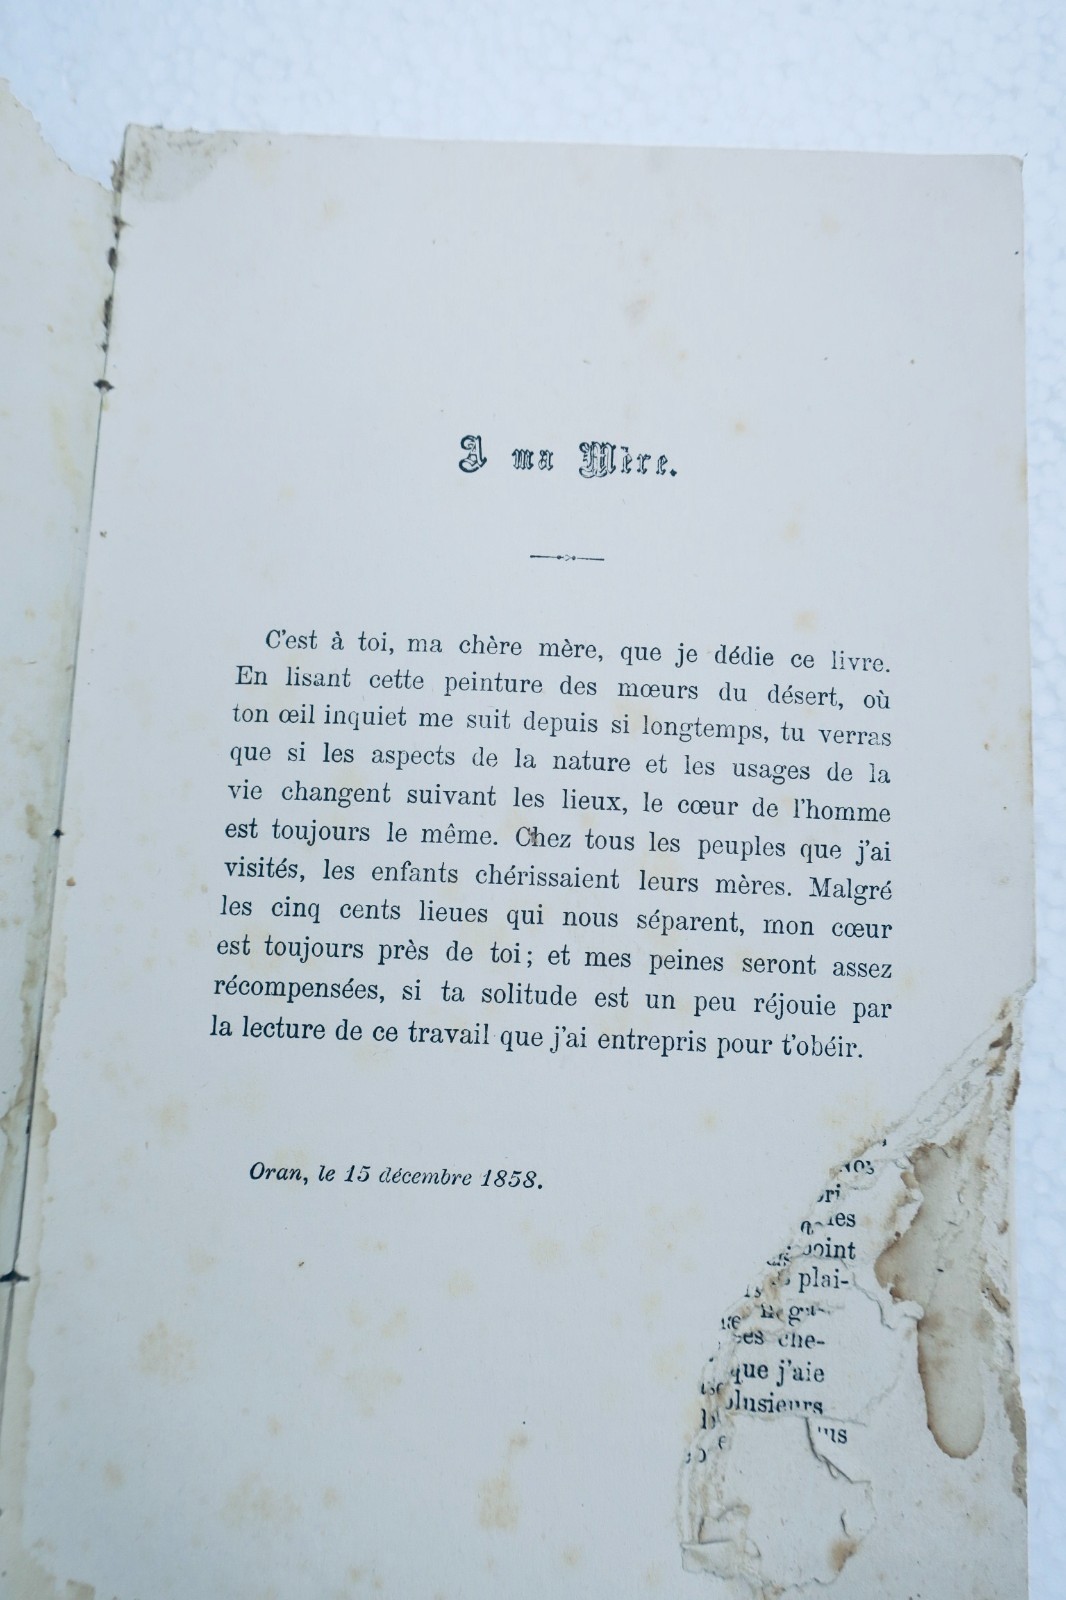 A ma Mère.
C'est à toi, ma chère mère, que je dédie ce livre.
En lisant cette peinture des mœurs du désert, où
ton œil inquiet me suit depuis si longtemps, tu verras
que si les aspects de la nature et les usages de la
vie changent suivant les lieux, le cœur de l'homme
est toujours le même. Chez tous les peuples que j'ai
visités, les enfants chérissaient leurs mères. Malgré
les cinq cents lieues qui nous séparent, mon cœur
est toujours près de toi; et mes peines seront assez
récompensées, si ta solitude est un peu réjouie par
la lecture de ce travail que j'ai entrepris pour t'obéir.
Oran, le 15 décembre 1858.
point
plai-
che-
que j'aie
plusieurs